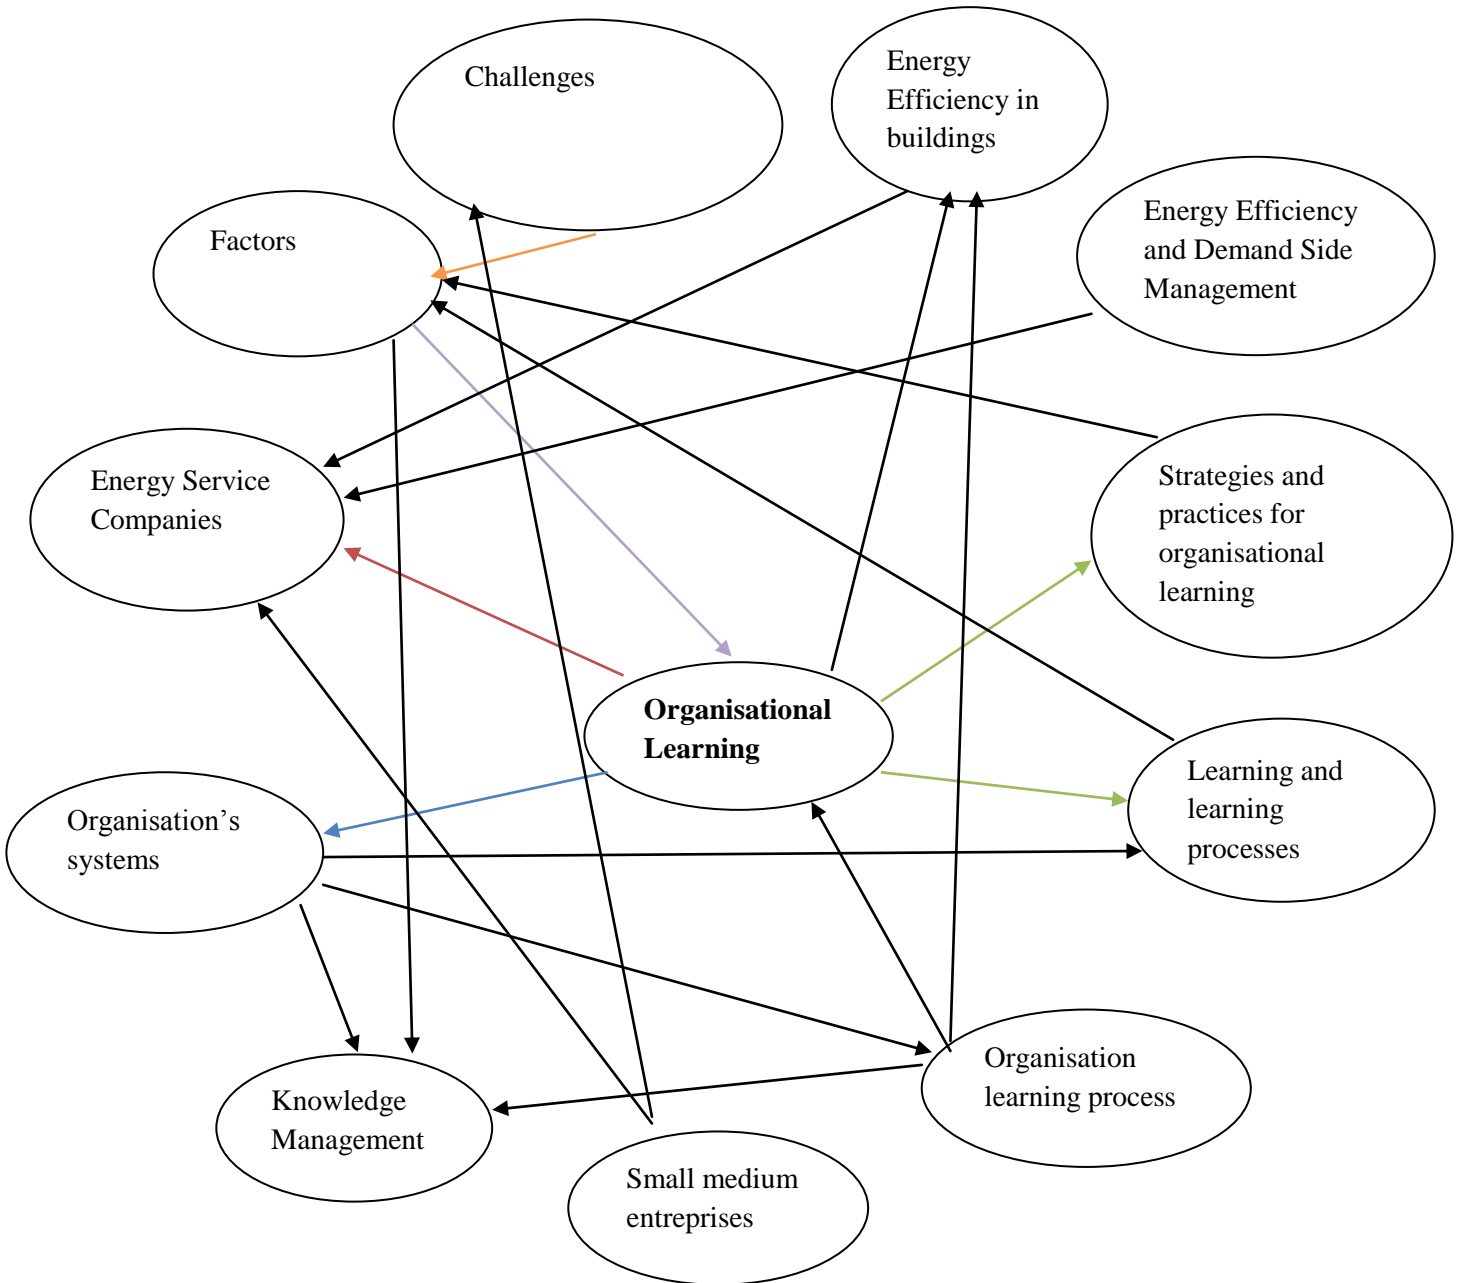 Challenges
Energy
Efficiency in
buildings
Energy Efficiency
and Demand Side
Management
Factors
Energy Service
Companies
Strategies and
practices for
organisational
learning
Organisational
Learning
Learning and
learning
processes
Organisation’s
systems
Organisation
learning process
Knowledge
Management
Small medium
entreprises